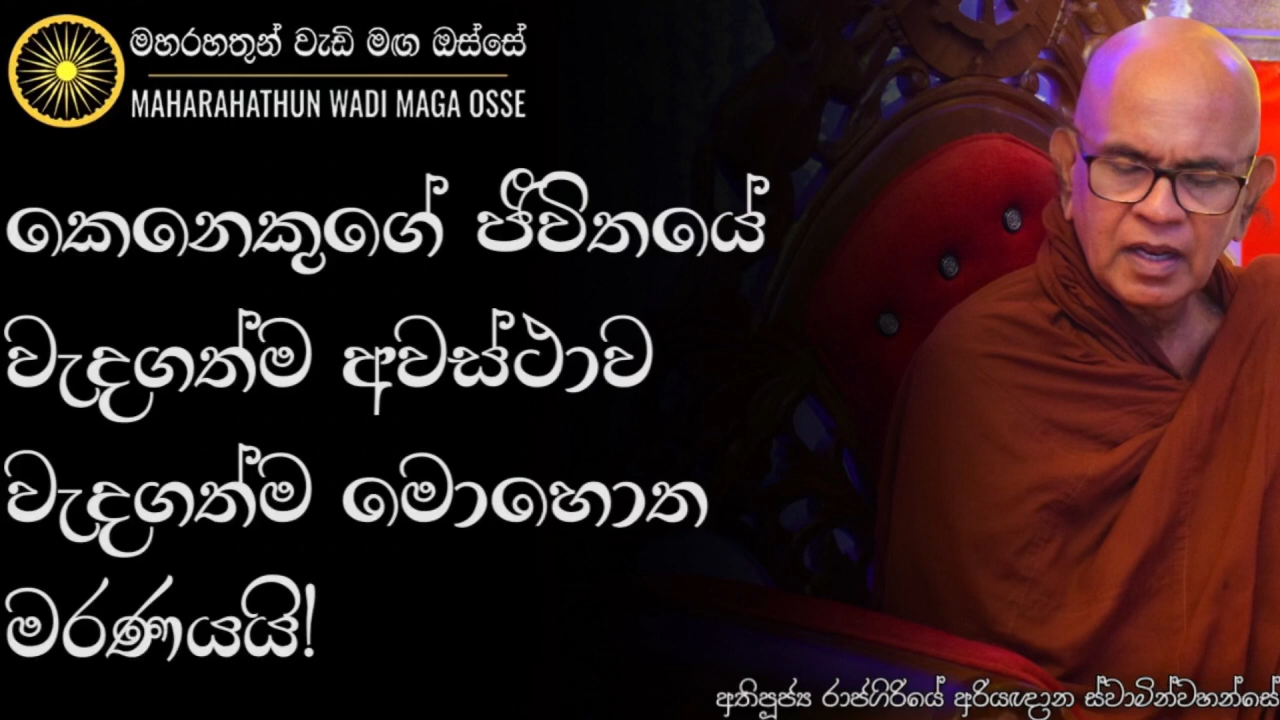 මහරහතුන් වැඩි මඟ ඔස්සේ
MAHARAHATHUN WADI MAGA OSSE
කෙනෙකුගේ ජීවිතයේ
වැදගත්ම අවස්ථාව
වැදගත්ම මොහොත
මරණයයි!
අතිපූජ්‍ය රාජගිරියේ අරියඥාන ස්වාමින්වහන්සේ